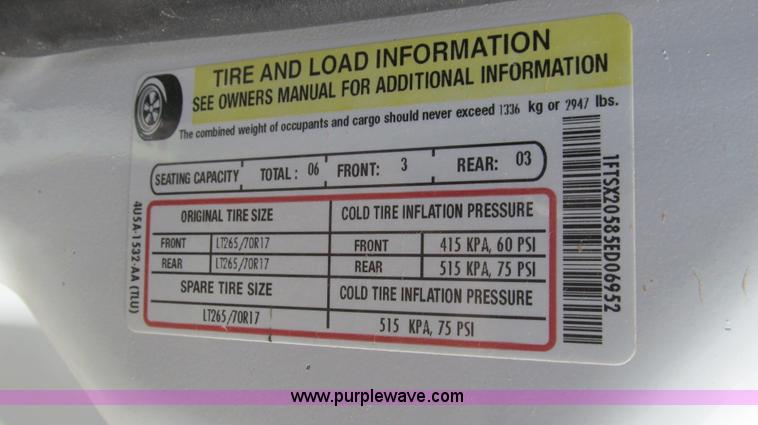 TIRE AND LOAD INFORMATION
SEE OWNERS MANUAL FOR ADDITIONAL INFORMATION
The combined weight of occupants and cargo should never exceed 1336 kg or 2947 lbs.
SEATING CAPACITY TOTAL: 06 FRONT: 3 REAR: 03
ORIGINAL TIRE SIZE COLD TIRE INFLATION PRESSURE
FRONT LT265/70R17 FRONT 415 KPA, 60 PSI
REAR LT265/70R17 REAR 515 KPA, 75 PSI
SPARE TIRE SIZE COLD TIRE INFLATION PRESSURE
LT265/70R17 515 KPA, 75 PSI
4U5A-1532-AA (TLU)
1FTSX20585ED06952
www.purplewave.com